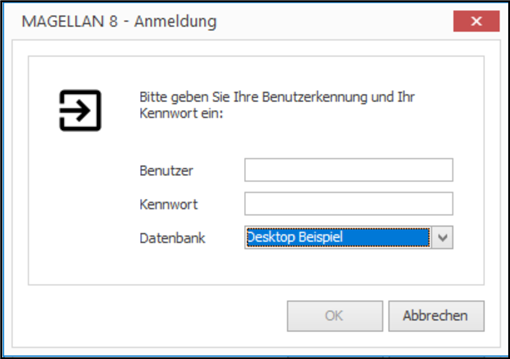 MAGELLAN 8 - Anmeldung
Bitte geben Sie Ihre Benutzerkennung und Ihr
Kennwort ein:
Benutzer
Kennwort
Datenbank Desktop Beispiel
OK Abbrechen